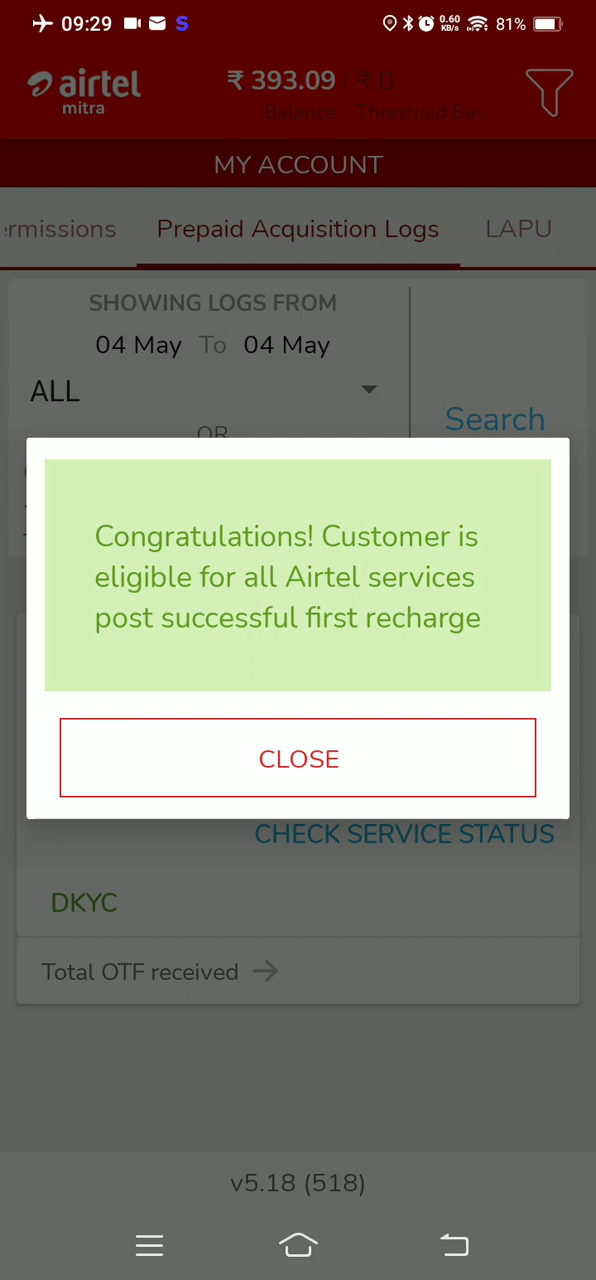 09:29 S 0.60 KB/s 81%
airtel
mitra
₹ 393.09 / ₹ 0
Balance Threshold Bal
MY ACCOUNT
ermissions Prepaid Acquisition Logs LAPU
SHOWING LOGS FROM
04 May To 04 May
ALL
Search
OR
Congratulations! Customer is
eligible for all Airtel services
post successful first recharge
CLOSE
CHECK SERVICE STATUS
DKYC
Total OTF received
v5.18 (518)